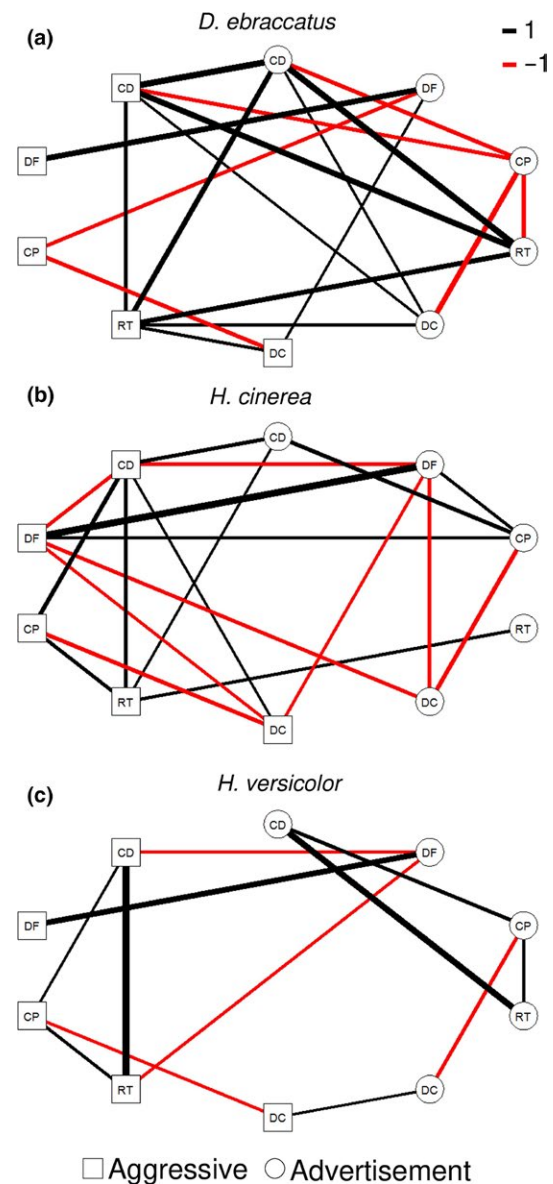 D. ebraccatus
(a)
1
−1
CD
CD
DF
DF
CP
CP
RT
RT
DC
DC
(b)
H. cinerea
CD
CD
DF
DF
CP
CP
RT
RT
DC
DC
H. versicolor
(c)
CD
CD
DF
DF
CP
CP
RT
RT
DC
DC
Aggressive Advertisement